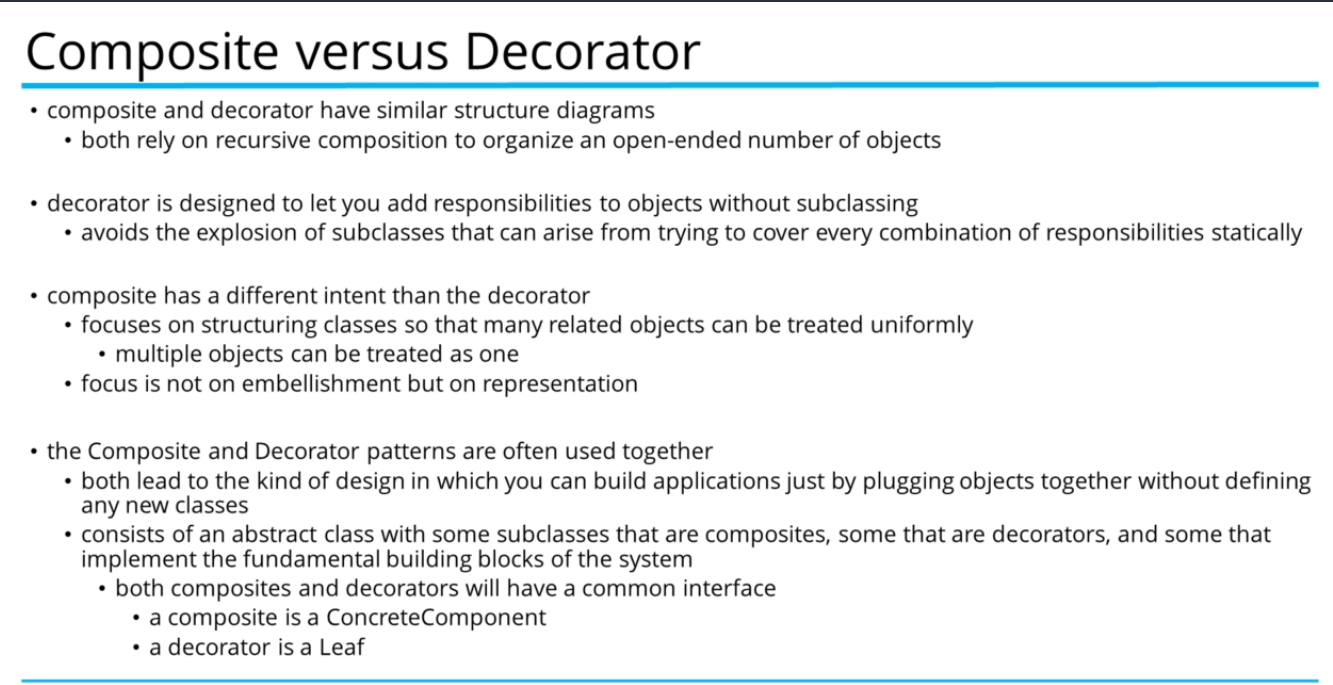 Composite versus Decorator
• composite and decorator have similar structure diagrams
• both rely on recursive composition to organize an open-ended number of objects
• decorator is designed to let you add responsibilities to objects without subclassing
• avoids the explosion of subclasses that can arise from trying to cover every combination of responsibilities statically
• composite has a different intent than the decorator
• focuses on structuring classes so that many related objects can be treated uniformly
• multiple objects can be treated as one
• focus is not on embellishment but on representation
• the Composite and Decorator patterns are often used together
• both lead to the kind of design in which you can build applications just by plugging objects together without defining
any new classes
• consists of an abstract class with some subclasses that are composites, some that are decorators, and some that
implement the fundamental building blocks of the system
• both composites and decorators will have a common interface
• a composite is a ConcreteComponent
• a decorator is a Leaf